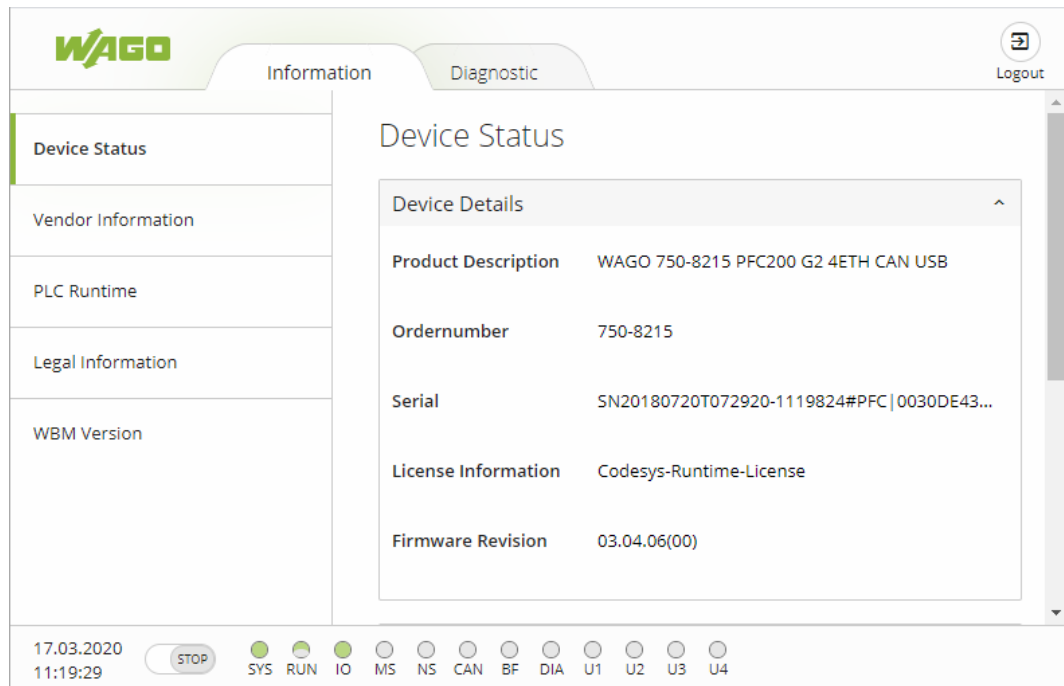 WAGO
Information
Diagnostic
Logout
Device Status
Vendor Information
PLC Runtime
Legal Information
WBM Version
Device Status
Device Details
Product Description WAGO 750-8215 PFC200 G2 4ETH CAN USB
Ordernumber 750-8215
Serial SN20180720T072920-1119824#PFC|0030DE43...
License Information Codesys-Runtime-License
Firmware Revision 03.04.06(00)
17.03.2020
11:19:29
STOP
SYS RUN IO MS NS CAN BF DIA U1 U2 U3 U4